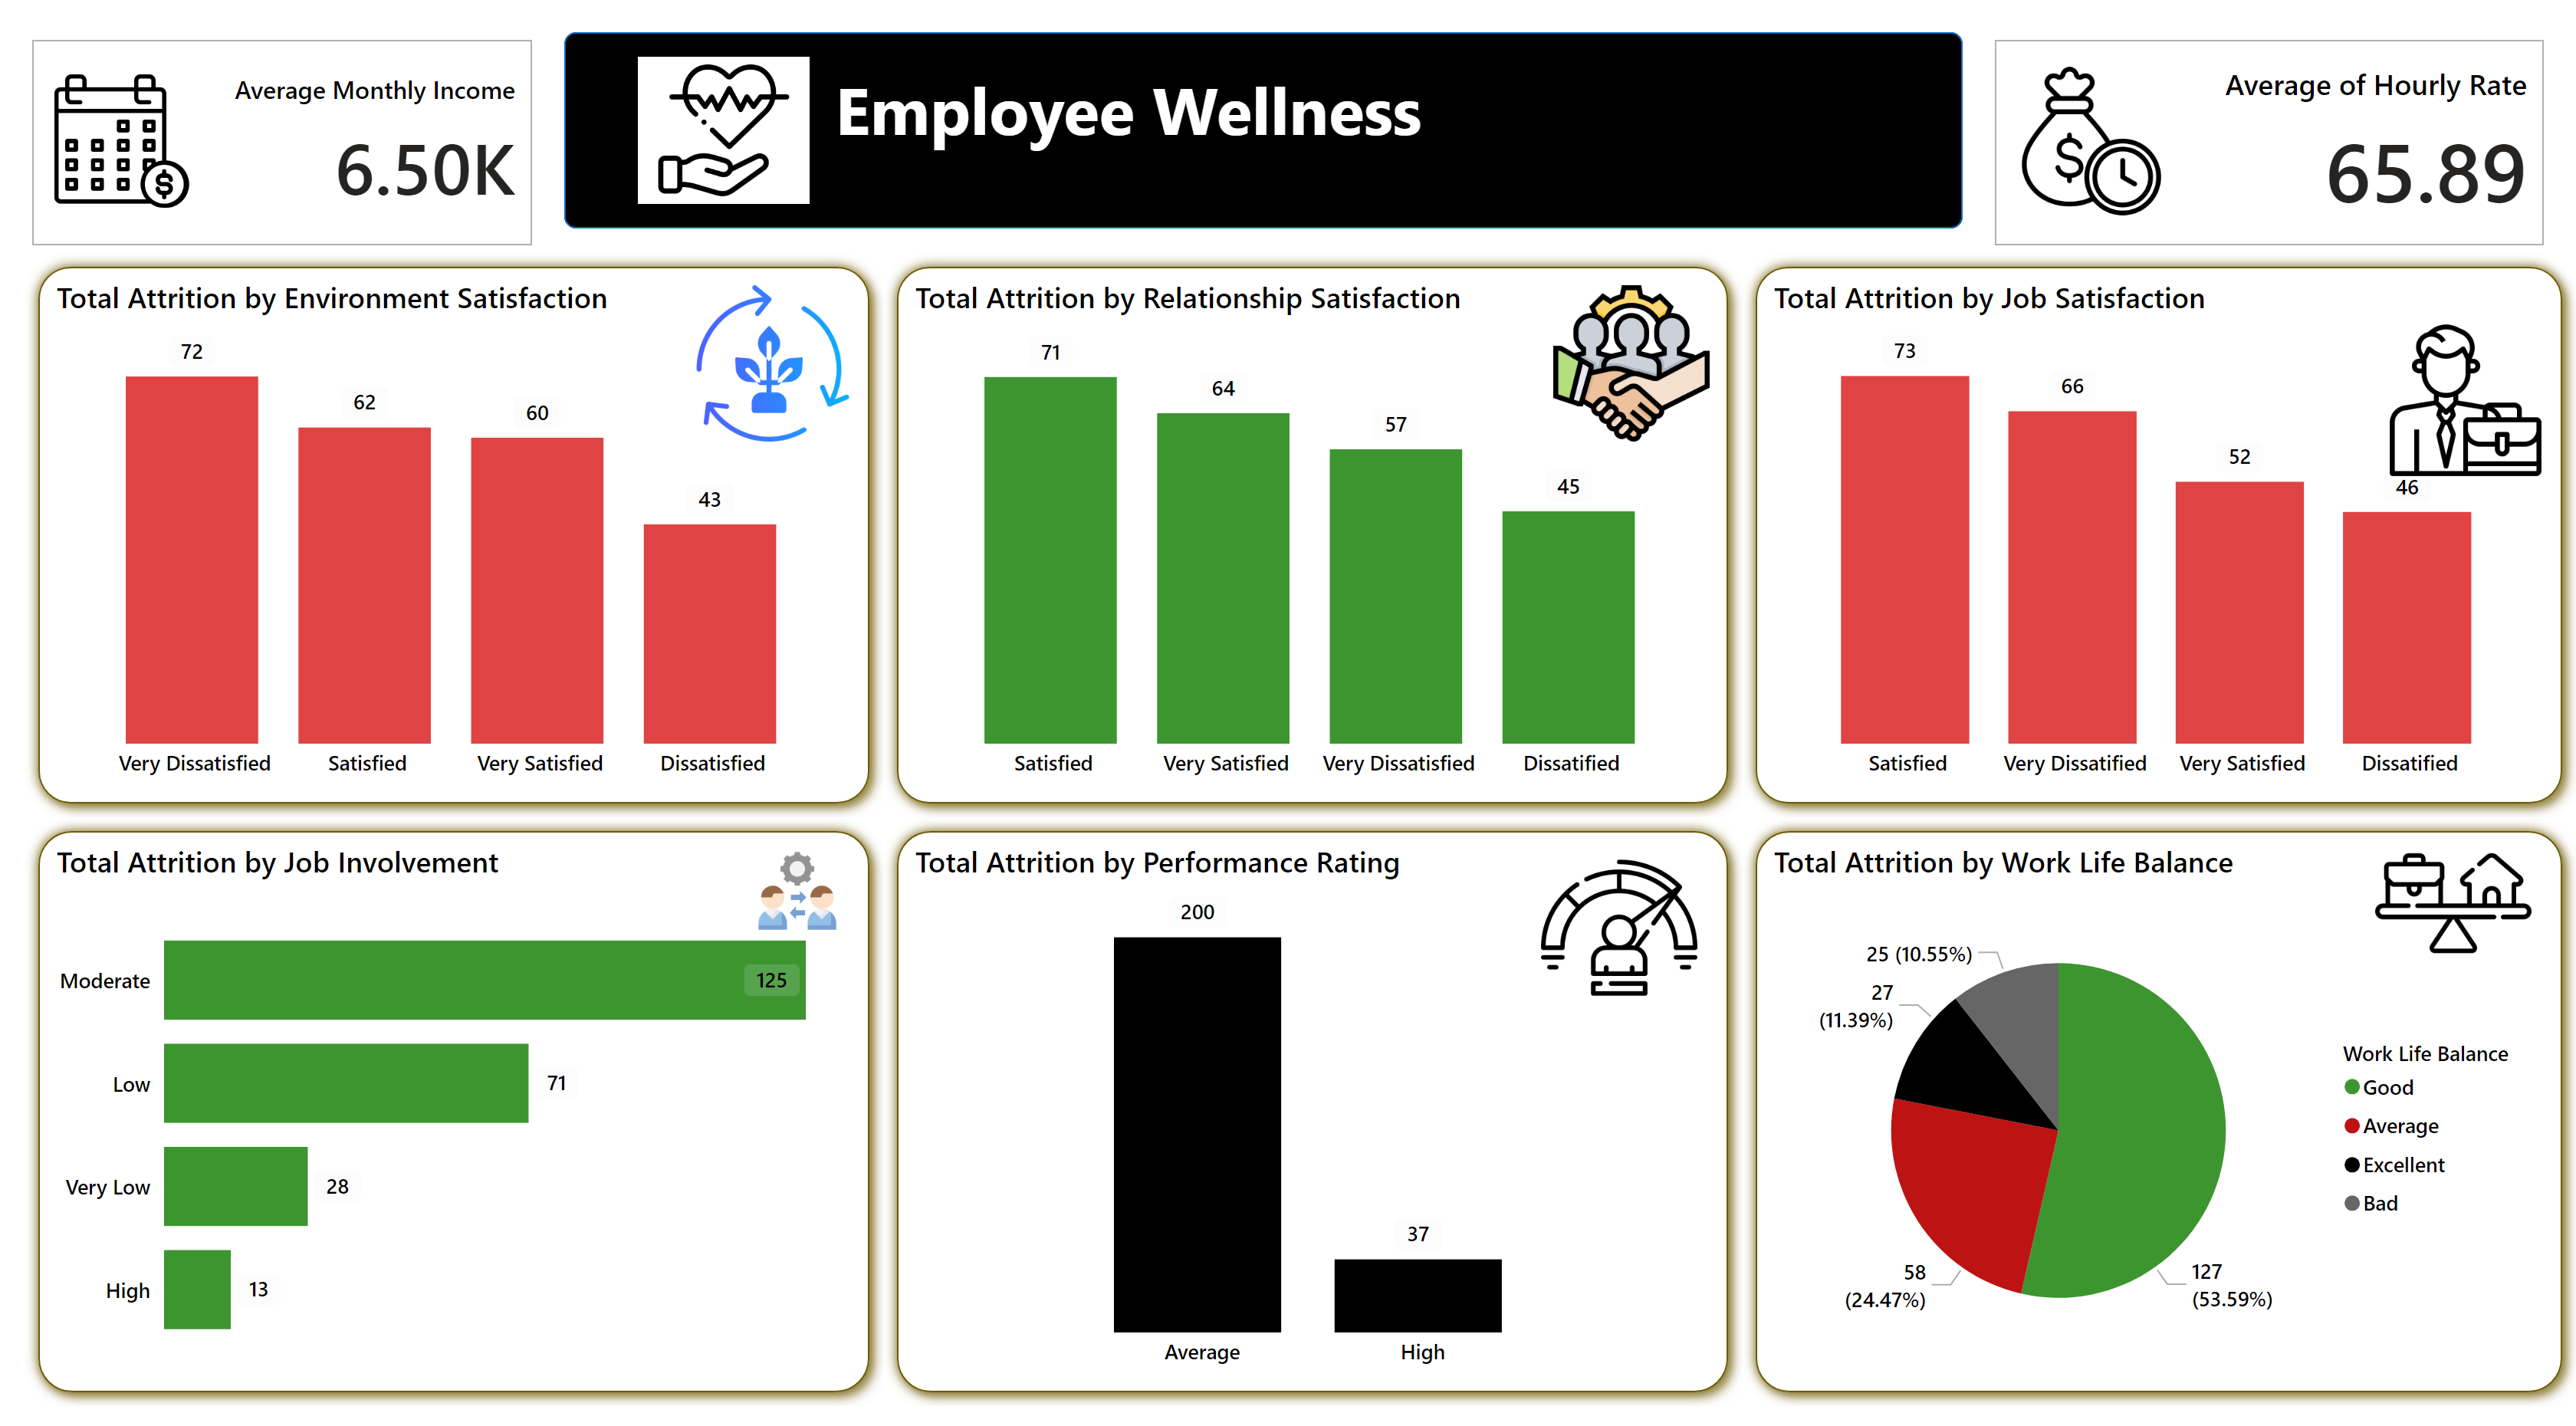 Average Monthly Income
6.50K
Employee Wellness
Average of Hourly Rate
65.89
Total Attrition by Environment Satisfaction
72
62
60
43
Very Dissatisfied
Satisfied
Very Satisfied
Dissatisfied
Total Attrition by Relationship Satisfaction
71
64
57
45
Satisfied
Very Satisfied
Very Dissatisfied
Dissatified
Total Attrition by Job Satisfaction
73
66
52
46
Satisfied
Very Dissatified
Very Satisfied
Dissatified
Total Attrition by Job Involvement
Moderate
125
Low
71
Very Low
28
High
13
Total Attrition by Performance Rating
200
37
Average
High
Total Attrition by Work Life Balance
25 (10.55%)
27
(11.39%)
58
(24.47%)
127
(53.59%)
Work Life Balance
Good
Average
Excellent
Bad